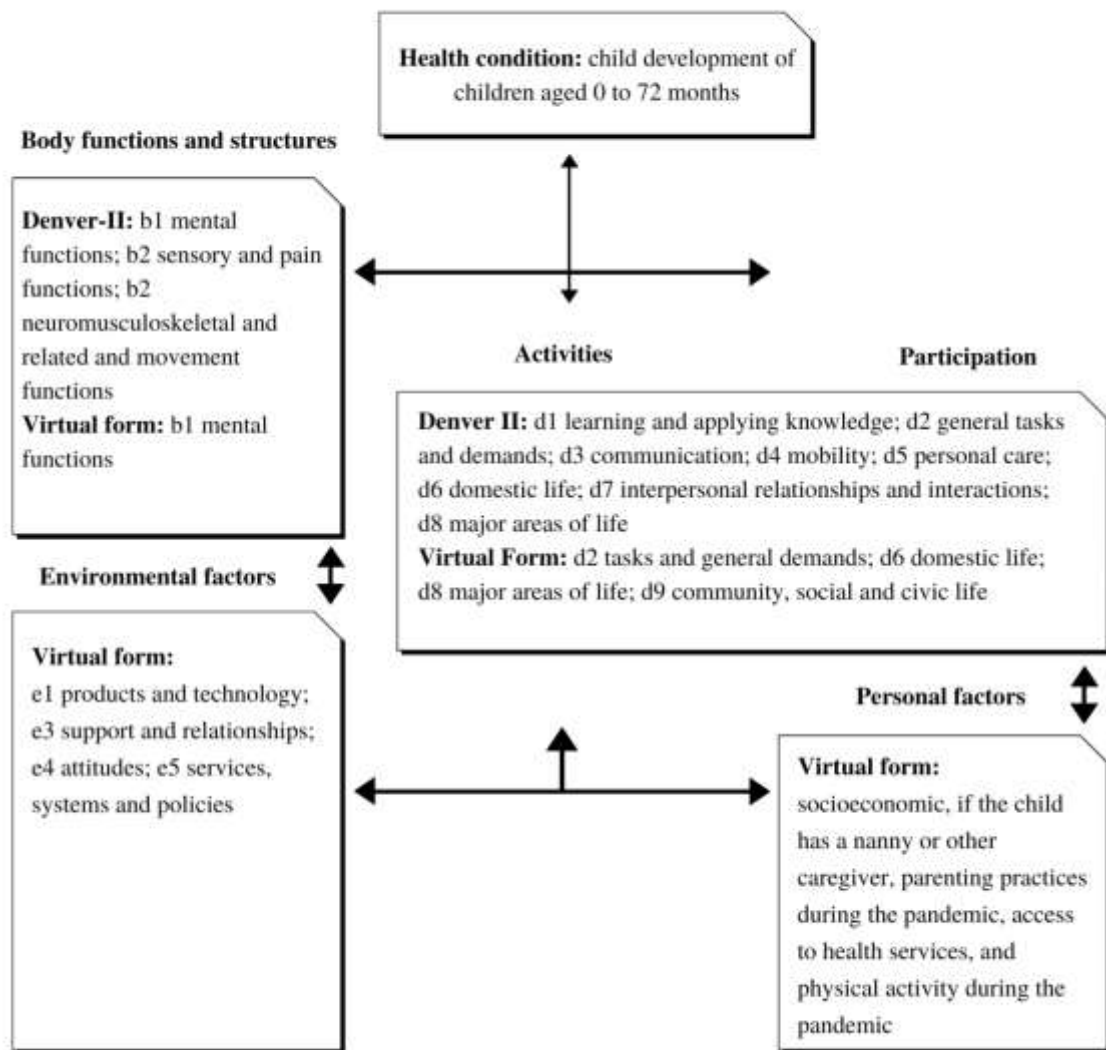 Health condition: child development of
children aged 0 to 72 months
Body functions and structures
Denver-II: b1 mental
functions; b2 sensory and pain
functions; b2
neuromusculoskeletal and
related and movement
functions
Virtual form: b1 mental
functions
Activities
Participation
Denver II: d1 learning and applying knowledge; d2 general tasks
and demands; d3 communication; d4 mobility; d5 personal care;
d6 domestic life; d7 interpersonal relationships and interactions;
d8 major areas of life
Virtual Form: d2 tasks and general demands; d6 domestic life;
d8 major areas of life; d9 community, social and civic life
Environmental factors
Virtual form:
e1 products and technology;
e3 support and relationships;
e4 attitudes; e5 services,
systems and policies
Personal factors
Virtual form:
socioeconomic, if the child
has a nanny or other
caregiver, parenting practices
during the pandemic, access
to health services, and
physical activity during the
pandemic